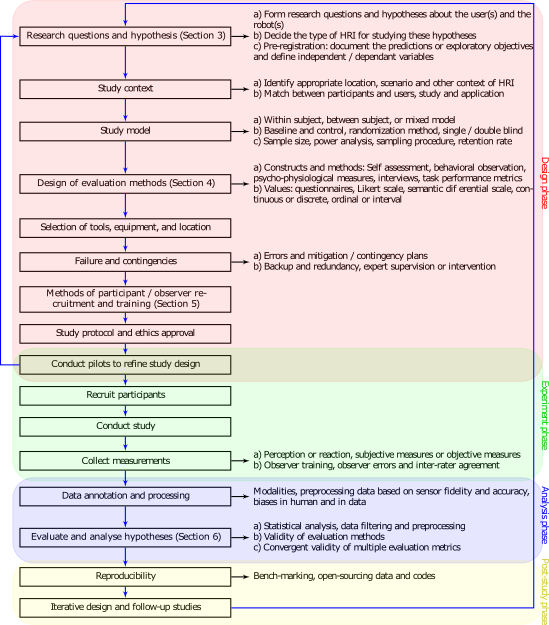 a) Form research questions and hypotheses about the user(s) and the
robot(s)
Research questions and hypothesis (Section 3)
b) Decide the type of HRI for studying these hypotheses
c) Pre-registration: document the predictions or exploratory objectives
and define independent / dependant variables
Study context
a) Identify appropriate location, scenario and other context of HRI
b) Match between participants and users, study and application
Study model
a) Within subject, between subject, or mixed model
b) Baseline and control, randomization method, single / double blind
c) Sample size, power analysis, sampling procedure, retention rate
Design of evaluation methods (Section 4)
a) Constructs and methods: Self assessment, behavioral observation,
psycho-physiological measures, interviews, task performance metrics
b) Values: questionnaires, Likert scale, semantic dif erential scale, con-
tinuous or discrete, ordinal or interval
Selection of tools, equipment, and location
Failure and contingencies
a) Errors and mitigation / contingency plans
b) Backup and redundancy, expert supervision or intervention
Methods of participant / observer re-
cruitment and training (Section 5)
Study protocol and ethics approval
Conduct pilots to refine study design
Design phase
Recruit participants
Conduct study
Collect measurements
a) Perception or reaction, subjective measures or objective measures
b) Observer training, observer errors and inter-rater agreement
Experiment phase
Data annotation and processing
Modalities, preprocessing data based on sensor fidelity and accuracy,
biases in human and in data
Evaluate and analyse hypotheses (Section 6)
a) Statistical analysis, data filtering and preprocessing
b) Validity of evaluation methods
c) Convergent validity of multiple evaluation metrics
Analysis phase
Reproducibility
Bench-marking, open-sourcing data and codes
Iterative design and follow-up studies
Post-study phase